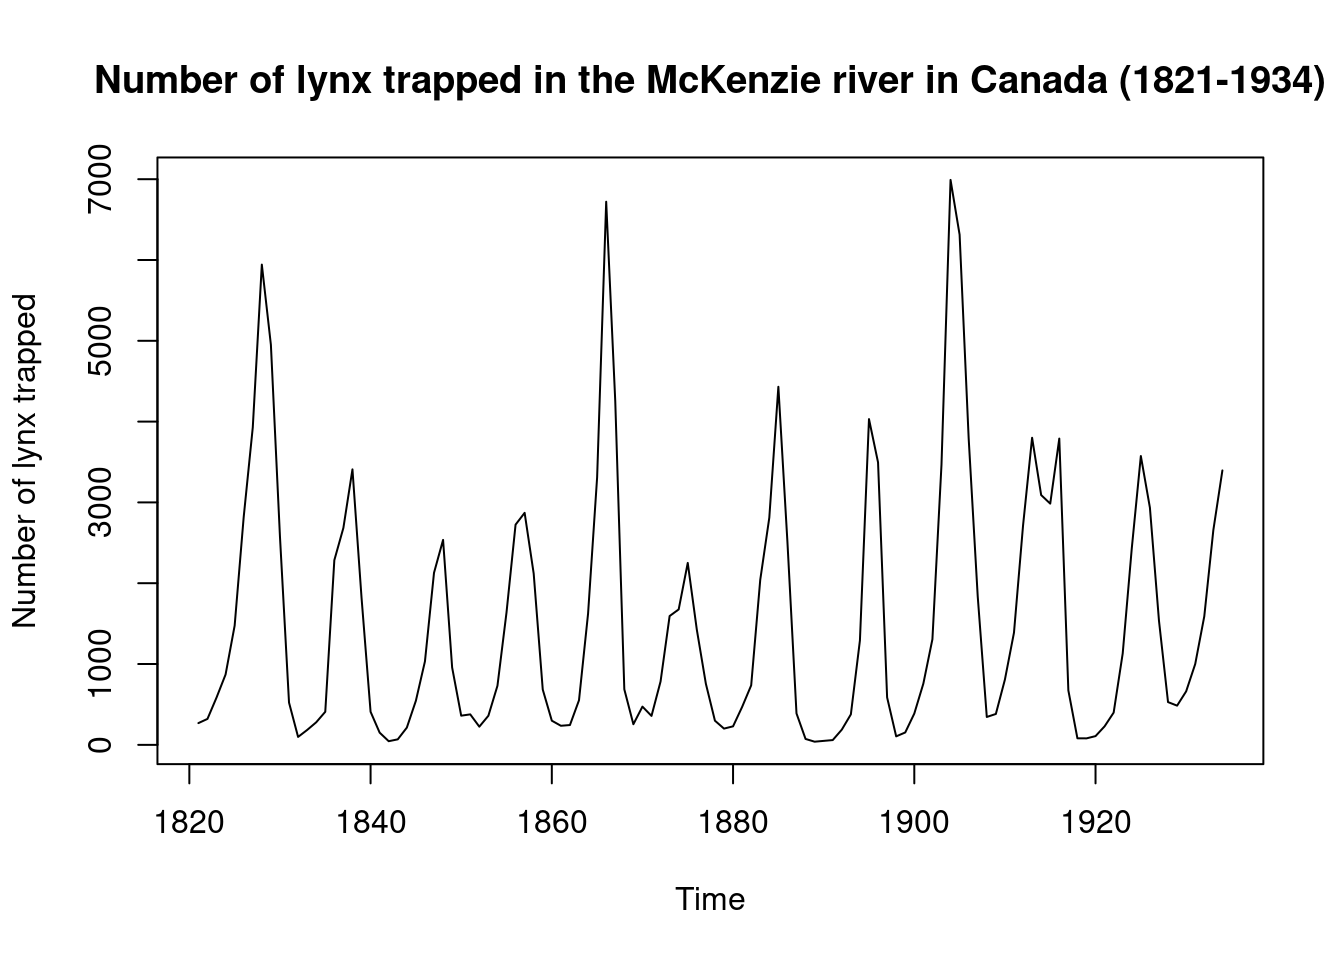 Number of lynx trapped in the McKenzie river in Canada (1821-1934)
Number of lynx trapped
7000
5000
3000
1000
0
1820 1840 1860 1880 1900 1920
Time